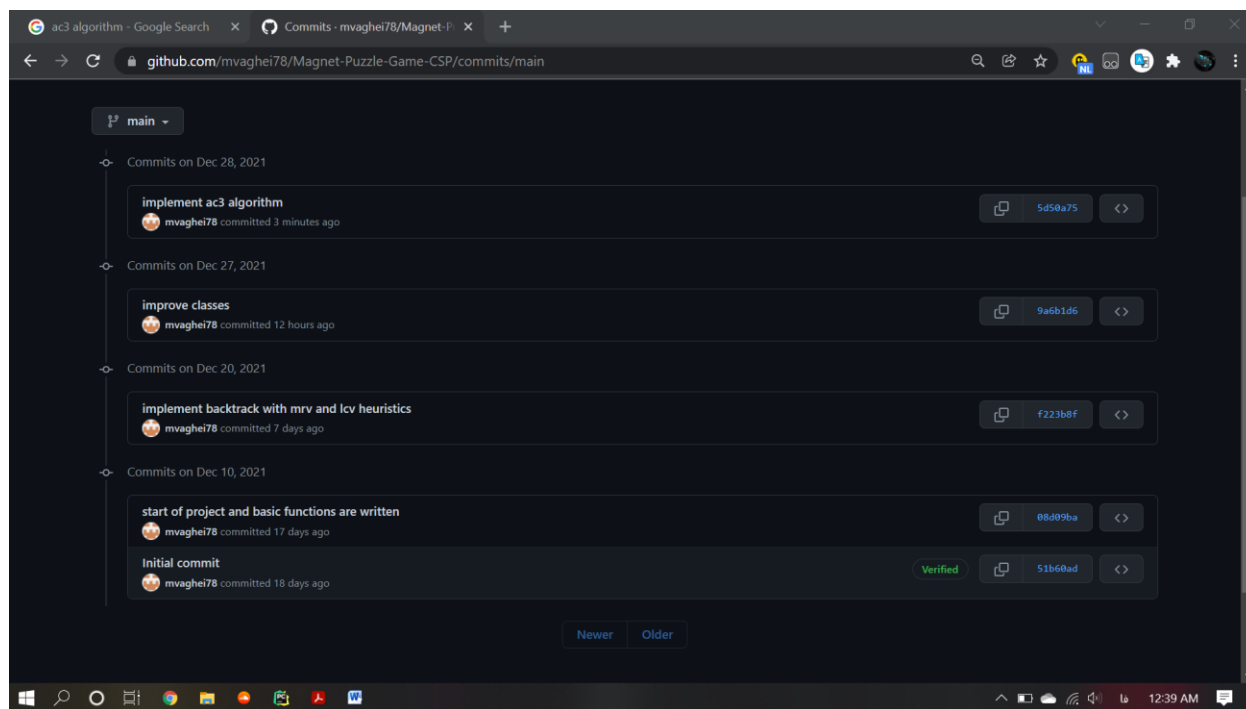 ac3 algorithm - Google Search
Commits · mvaghei78/Magnet-P
github.com/mvaghei78/Magnet-Puzzle-Game-CSP/commits/main
NL
main
Commits on Dec 28, 2021
implement ac3 algorithm
mvaghei78 committed 3 minutes ago
5d50a75
Commits on Dec 27, 2021
improve classes
mvaghei78 committed 12 hours ago
9a6b1d6
Commits on Dec 20, 2021
implement backtrack with mrv and lcv heuristics
mvaghei78 committed 7 days ago
f223b8f
Commits on Dec 10, 2021
start of project and basic functions are written
mvaghei78 committed 17 days ago
08d09ba
Initial commit
mvaghei78 committed 18 days ago
Verified
51b60ad
Newer Older
فا 12:39 AM